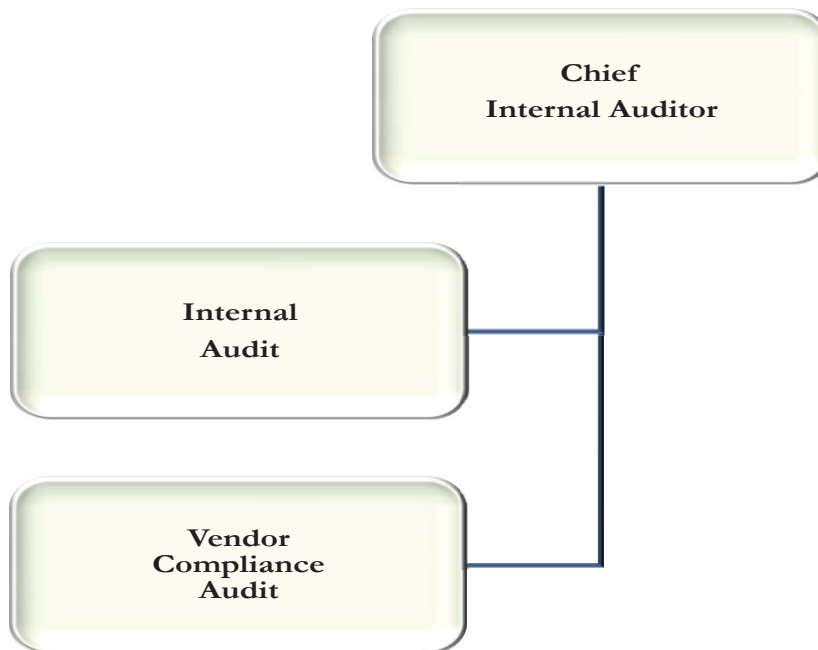 Chief
Internal Auditor
Internal
Audit
Vendor
Compliance
Audit